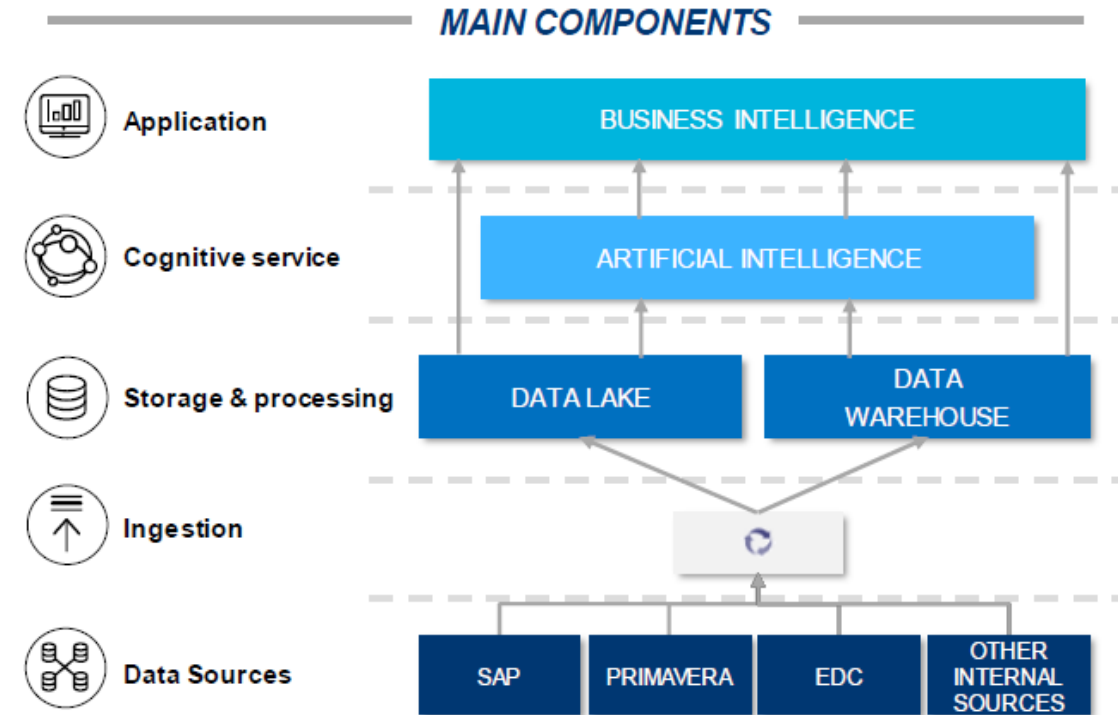 MAIN COMPONENTS
Application
BUSINESS INTELLIGENCE
Cognitive service
ARTIFICIAL INTELLIGENCE
Storage & processing
DATA LAKE
DATA
WAREHOUSE
Ingestion
Data Sources
SAP
PRIMAVERA
EDC
OTHER
INTERNAL
SOURCES